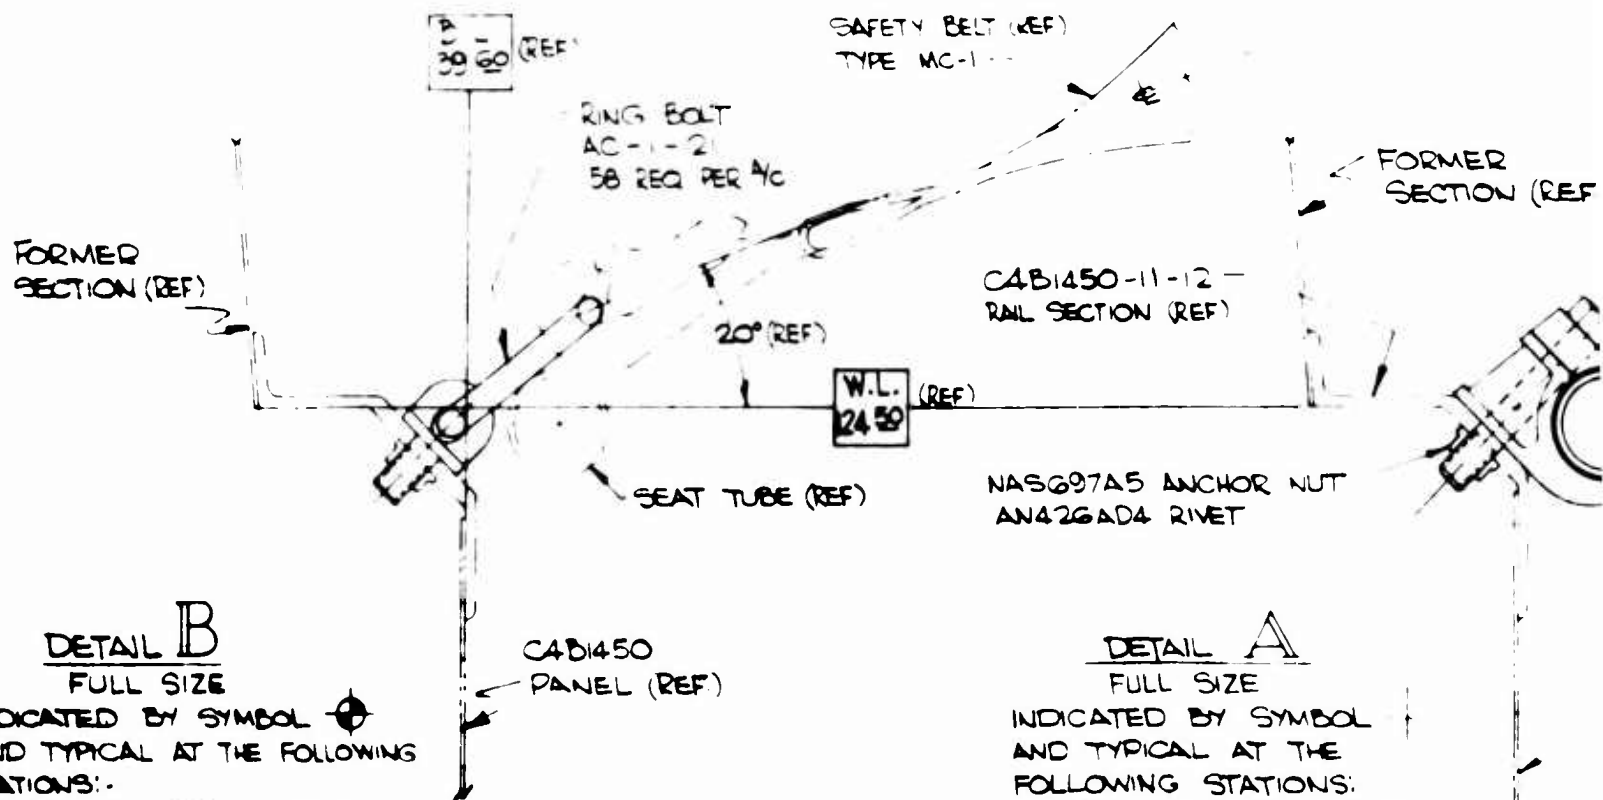 39 60 (REF)
SAFETY BELT (REF)
TYPE MC-1
RING BOLT
AC-1-21
58 REQ PER A/C
FORMER
SECTION (REF
FORMER
SECTION (REF)
C4B1450-11-12
RAIL SECTION (REF)
20° (REF)
W.L.
124 50
(REF)
SEAT TUBE (REF)
NAS697A5 ANCHOR NUT
AN426AD4 RIVET
DETAIL B
FULL SIZE
DICATED BY SYMBOL
ND TYPICAL AT THE FOLLOWING
ATIONS:-
C4B1450
PANEL (REF)
DETAIL A
FULL SIZE
INDICATED BY SYMBOL
AND TYPICAL AT THE
FOLLOWING STATIONS: